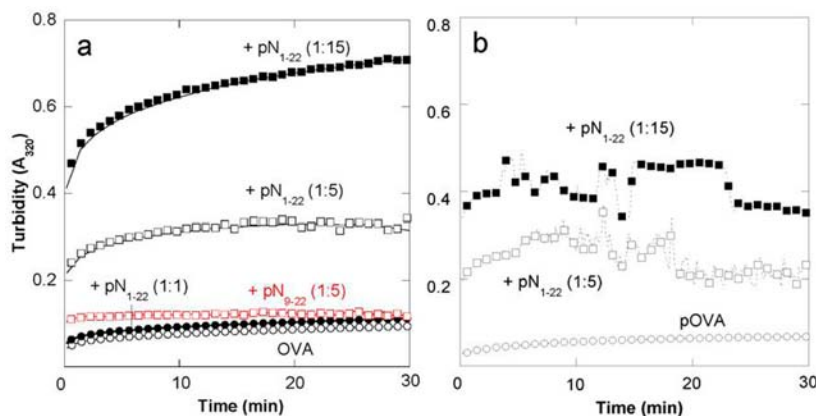 a
0.8
0.6
0.4
0.2
Turbidity (A320)
+ pN1-22 (1:15)
+ pN1-22 (1:5)
+ pN1-22 (1:1)
+ pN9-22 (1:5)
OVA
0
10
20
30
Time (min)
b
0.8
0.6
0.4
0.2
+ pN1-22 (1:15)
+ pN1-22 (1:5)
pOVA
0
10
20
30
Time (min)